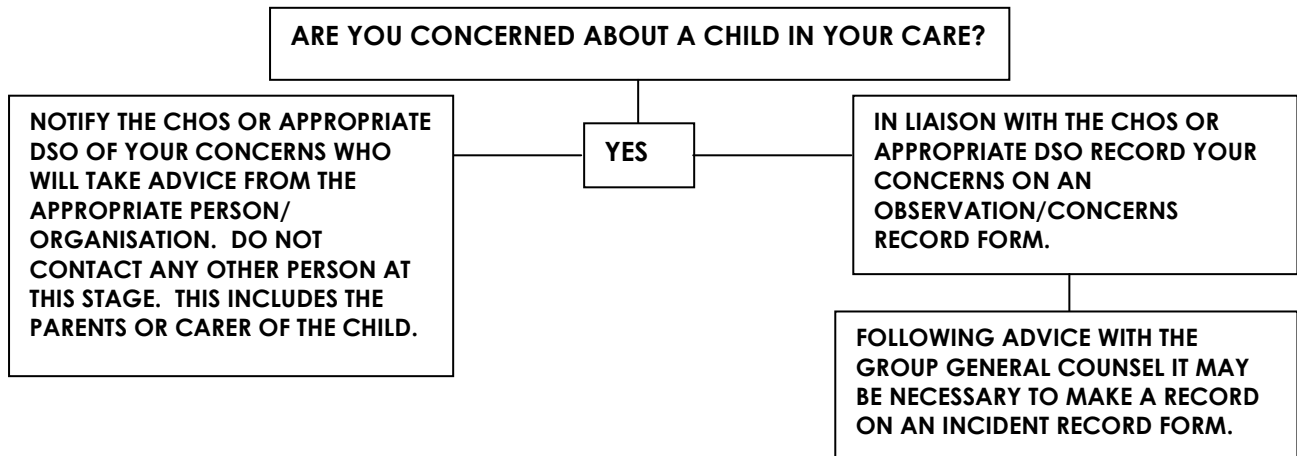 ARE YOU CONCERNED ABOUT A CHILD IN YOUR CARE?
NOTIFY THE CHOS OR APPROPRIATE
DSO OF YOUR CONCERNS WHO
WILL TAKE ADVICE FROM THE
APPROPRIATE PERSON/
ORGANISATION. DO NOT
CONTACT ANY OTHER PERSON AT
THIS STAGE. THIS INCLUDES THE
PARENTS OR CARER OF THE CHILD.
YES
IN LIAISON WITH THE CHOS OR
APPROPRIATE DSO RECORD YOUR
CONCERNS ON AN
OBSERVATION/CONCERNS
RECORD FORM.
FOLLOWING ADVICE WITH THE
GROUP GENERAL COUNSEL IT MAY
BE NECESSARY TO MAKE A RECORD
ON AN INCIDENT RECORD FORM.